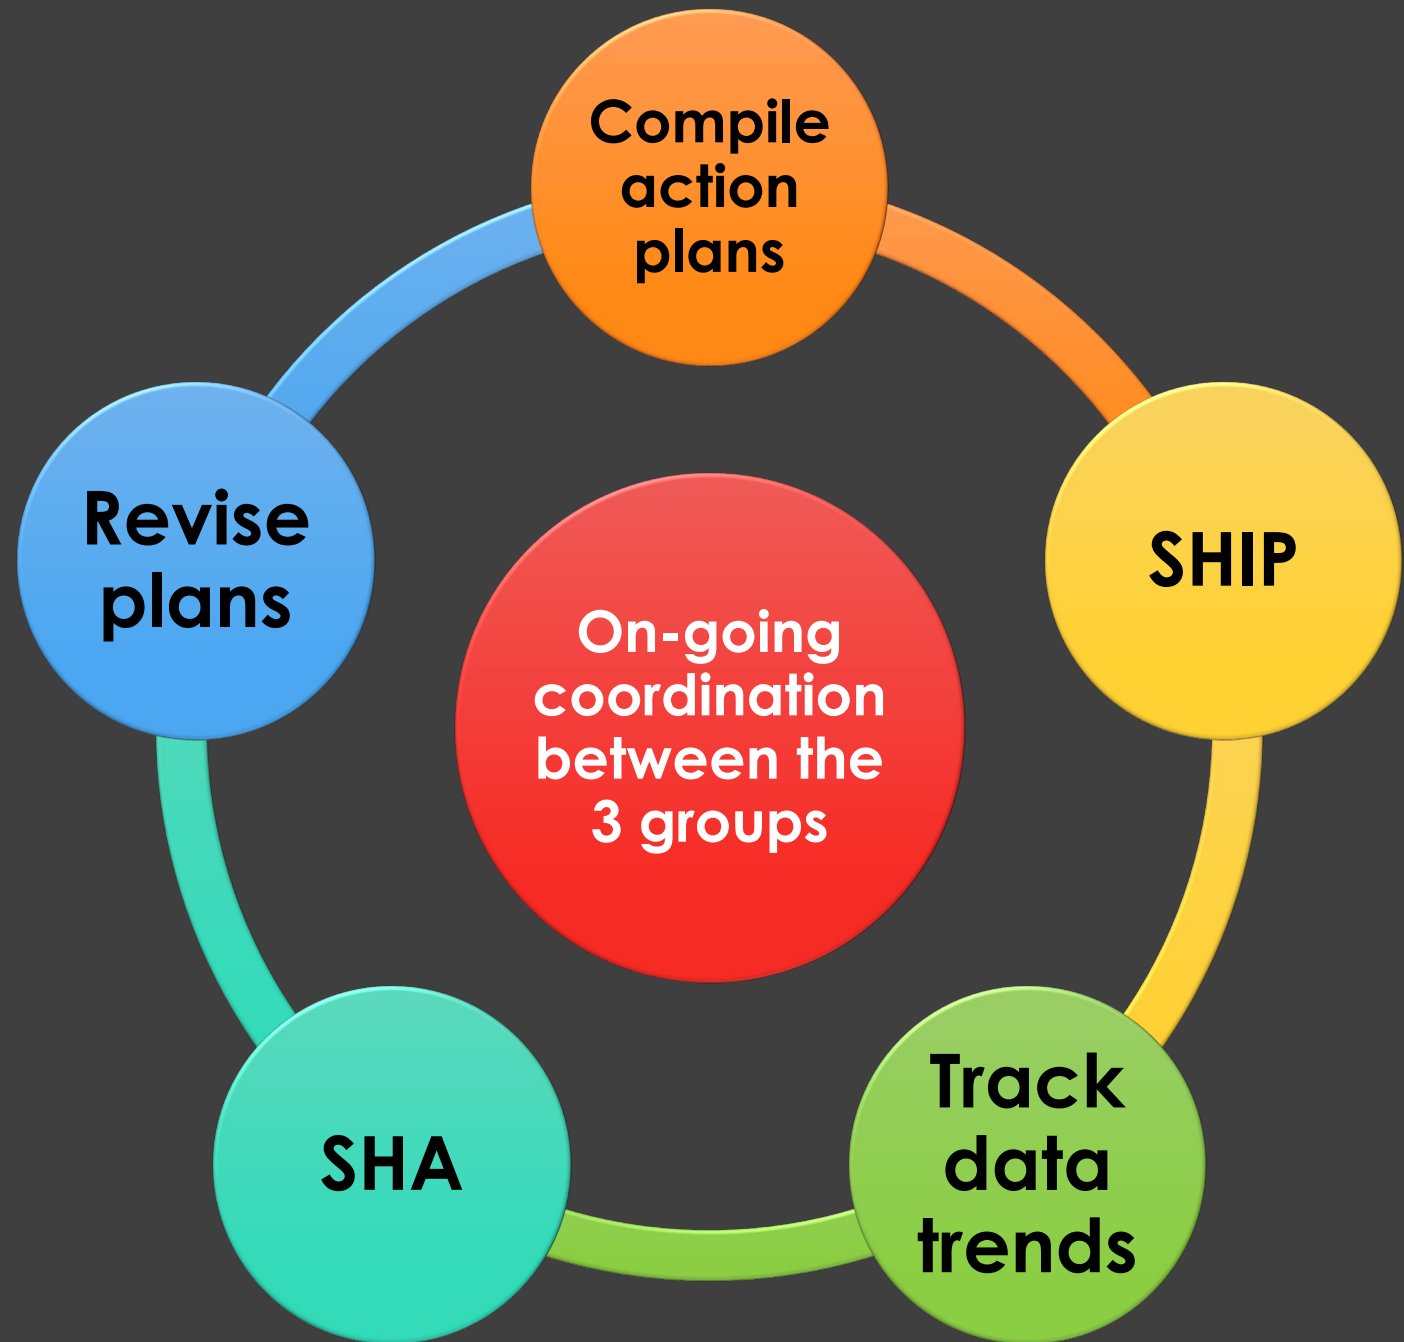 Compile
action
plans
SHIP
Track
data
trends
SHA
Revise
plans
On-going
coordination
between the
3 groups